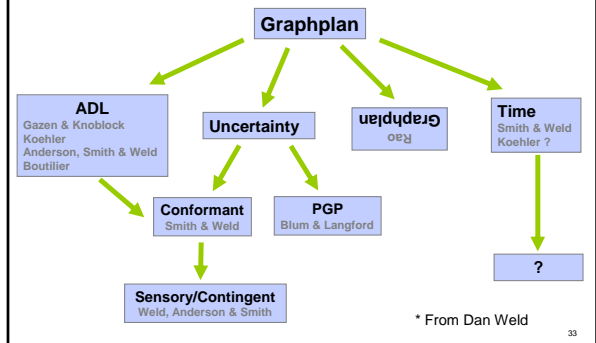 Graphplan
ADL
Gazen & Knoblock
Koehler
Anderson, Smith & Weld
Boutilier
Uncertainty
Graphplan
Rao
Time
Smith & Weld
Koehler ?
Conformant
Smith & Weld
PGP
Blum & Langford
?
Sensory/Contingent
Weld, Anderson & Smith
* From Dan Weld
33